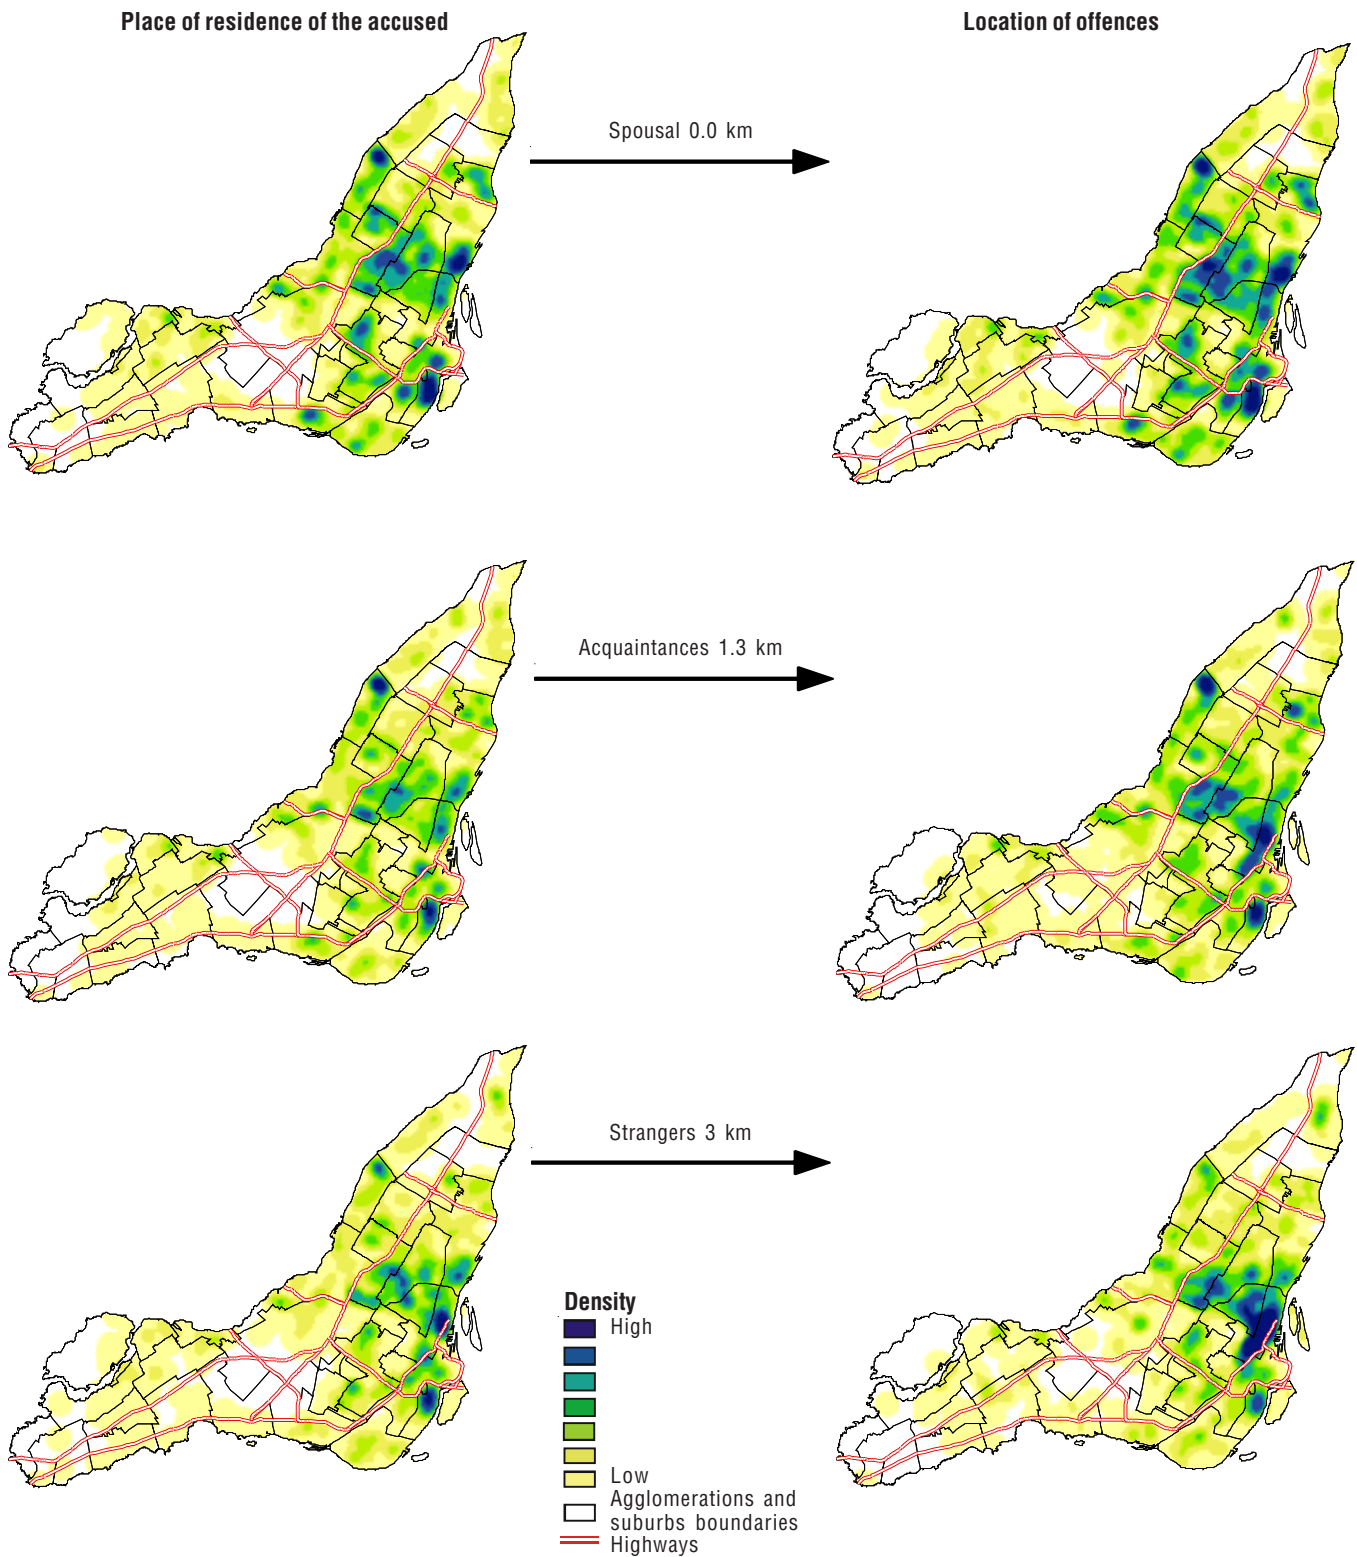 Place of residence of the accused
Location of offences
Spousal 0.0 km
Acquaintances 1.3 km
Strangers 3 km
Density
High
Low
Agglomerations and
suburbs boundaries
Highways